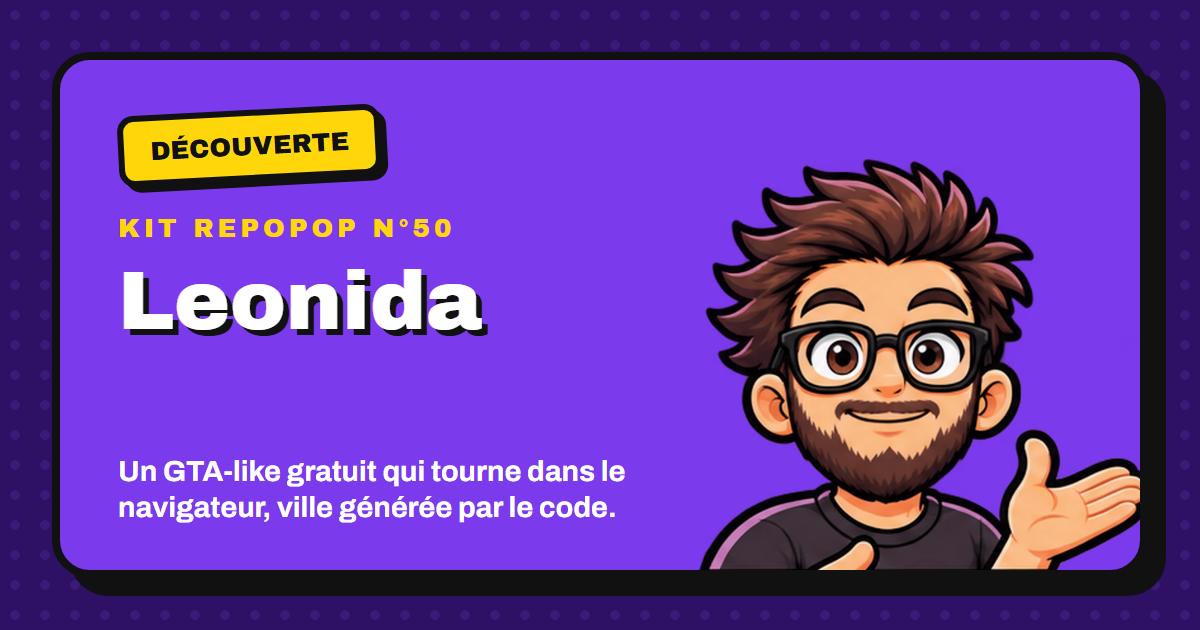 DÉCOUVERTE
KIT REPOPOP N°50
Leonida
Un GTA-like gratuit qui tourne dans le
navigateur, ville générée par le code.